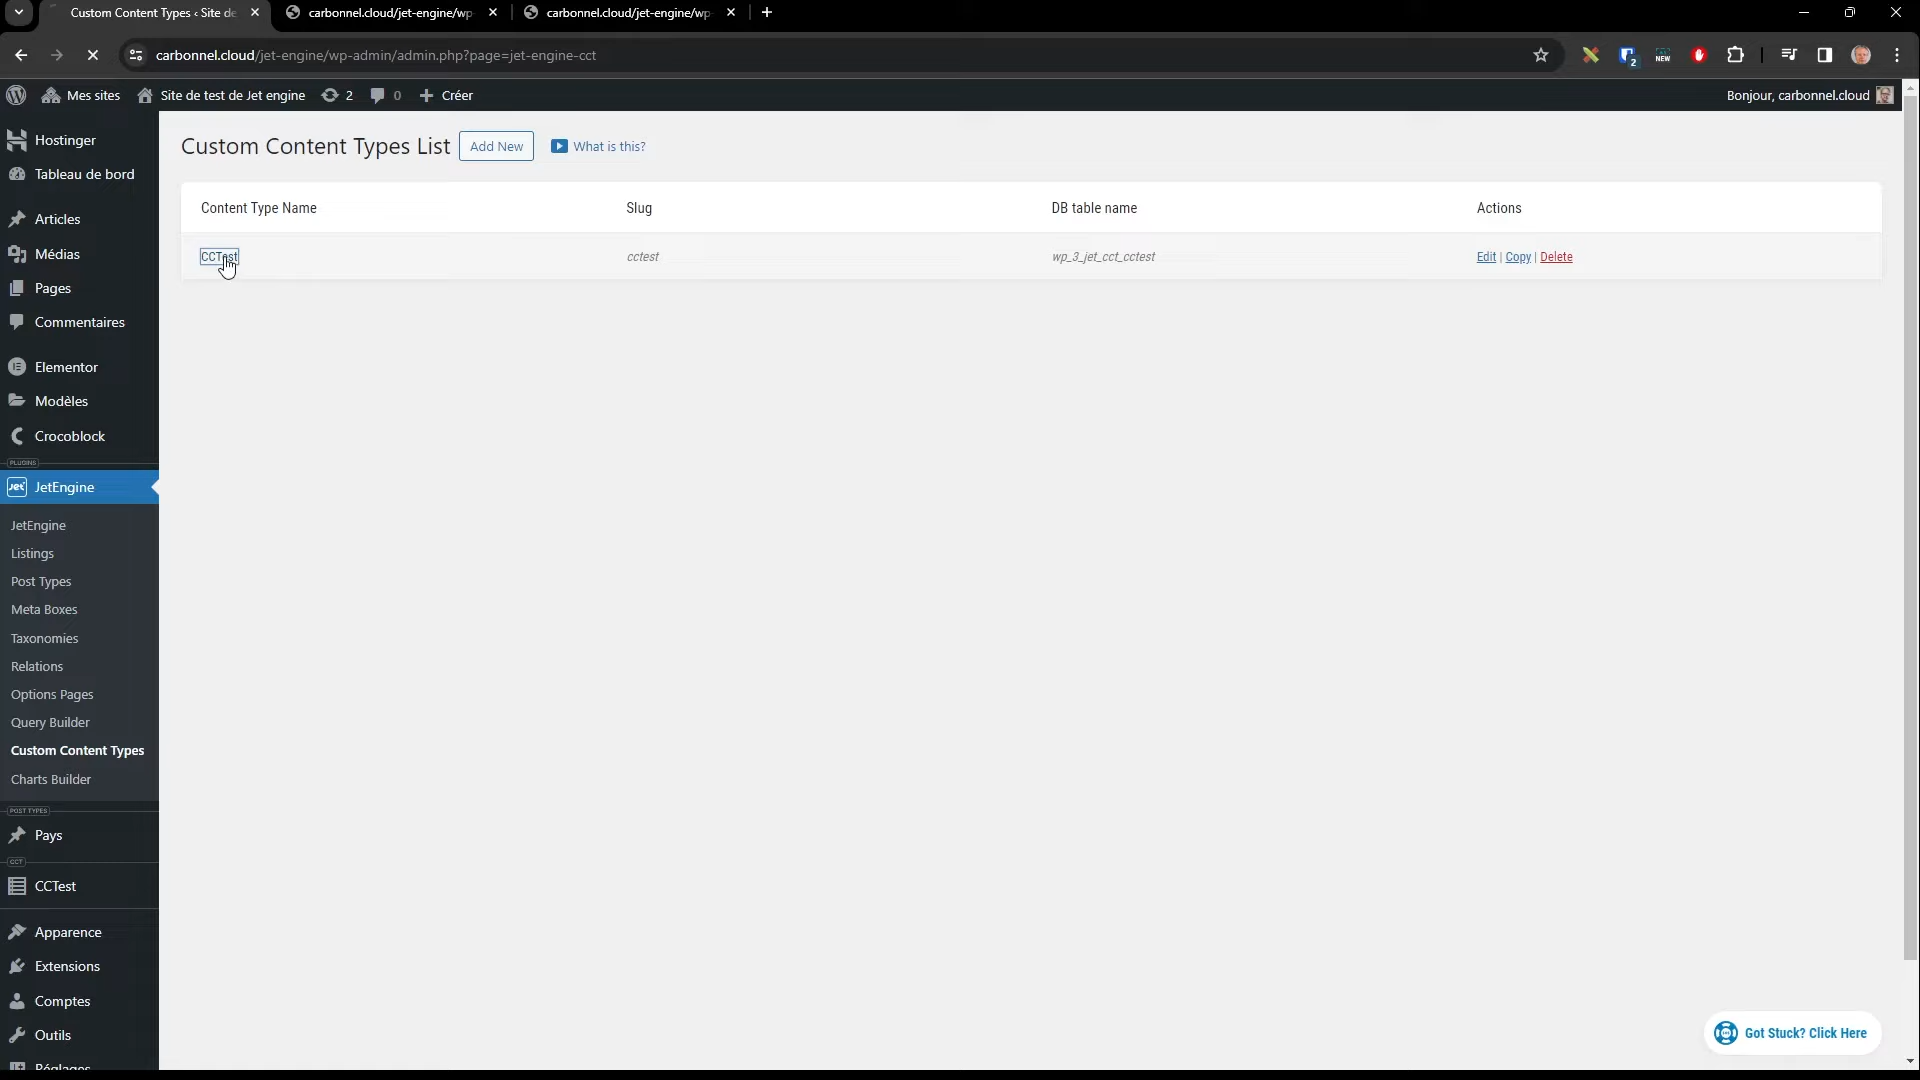 Custom Content Types ‹ Site de
carbonnel.cloud/jet-engine/wp-
carbonnel.cloud/jet-engine/wp-
carbonnel.cloud/jet-engine/wp-admin/admin.php?page=jet-engine-cct
2
NEW
Mes sites
Site de test de Jet engine
2
0
Créer
Bonjour, carbonnel.cloud
Hostinger
Tableau de bord
Articles
Médias
Pages
Commentaires
Elementor
Modèles
Crocoblock
PLUGINS
Jet JetEngine
JetEngine
Listings
Post Types
Meta Boxes
Taxonomies
Relations
Options Pages
Query Builder
Custom Content Types
Charts Builder
POST TYPES
Pays
CCT
CCTest
Apparence
Extensions
Comptes
Outils
Réglages
Custom Content Types List
Add New
What is this?
Content Type Name
Slug
DB table name
Actions
CCTest
cctest
wp_3_jet_cct_cctest
Edit | Copy | Delete
Got Stuck? Click Here